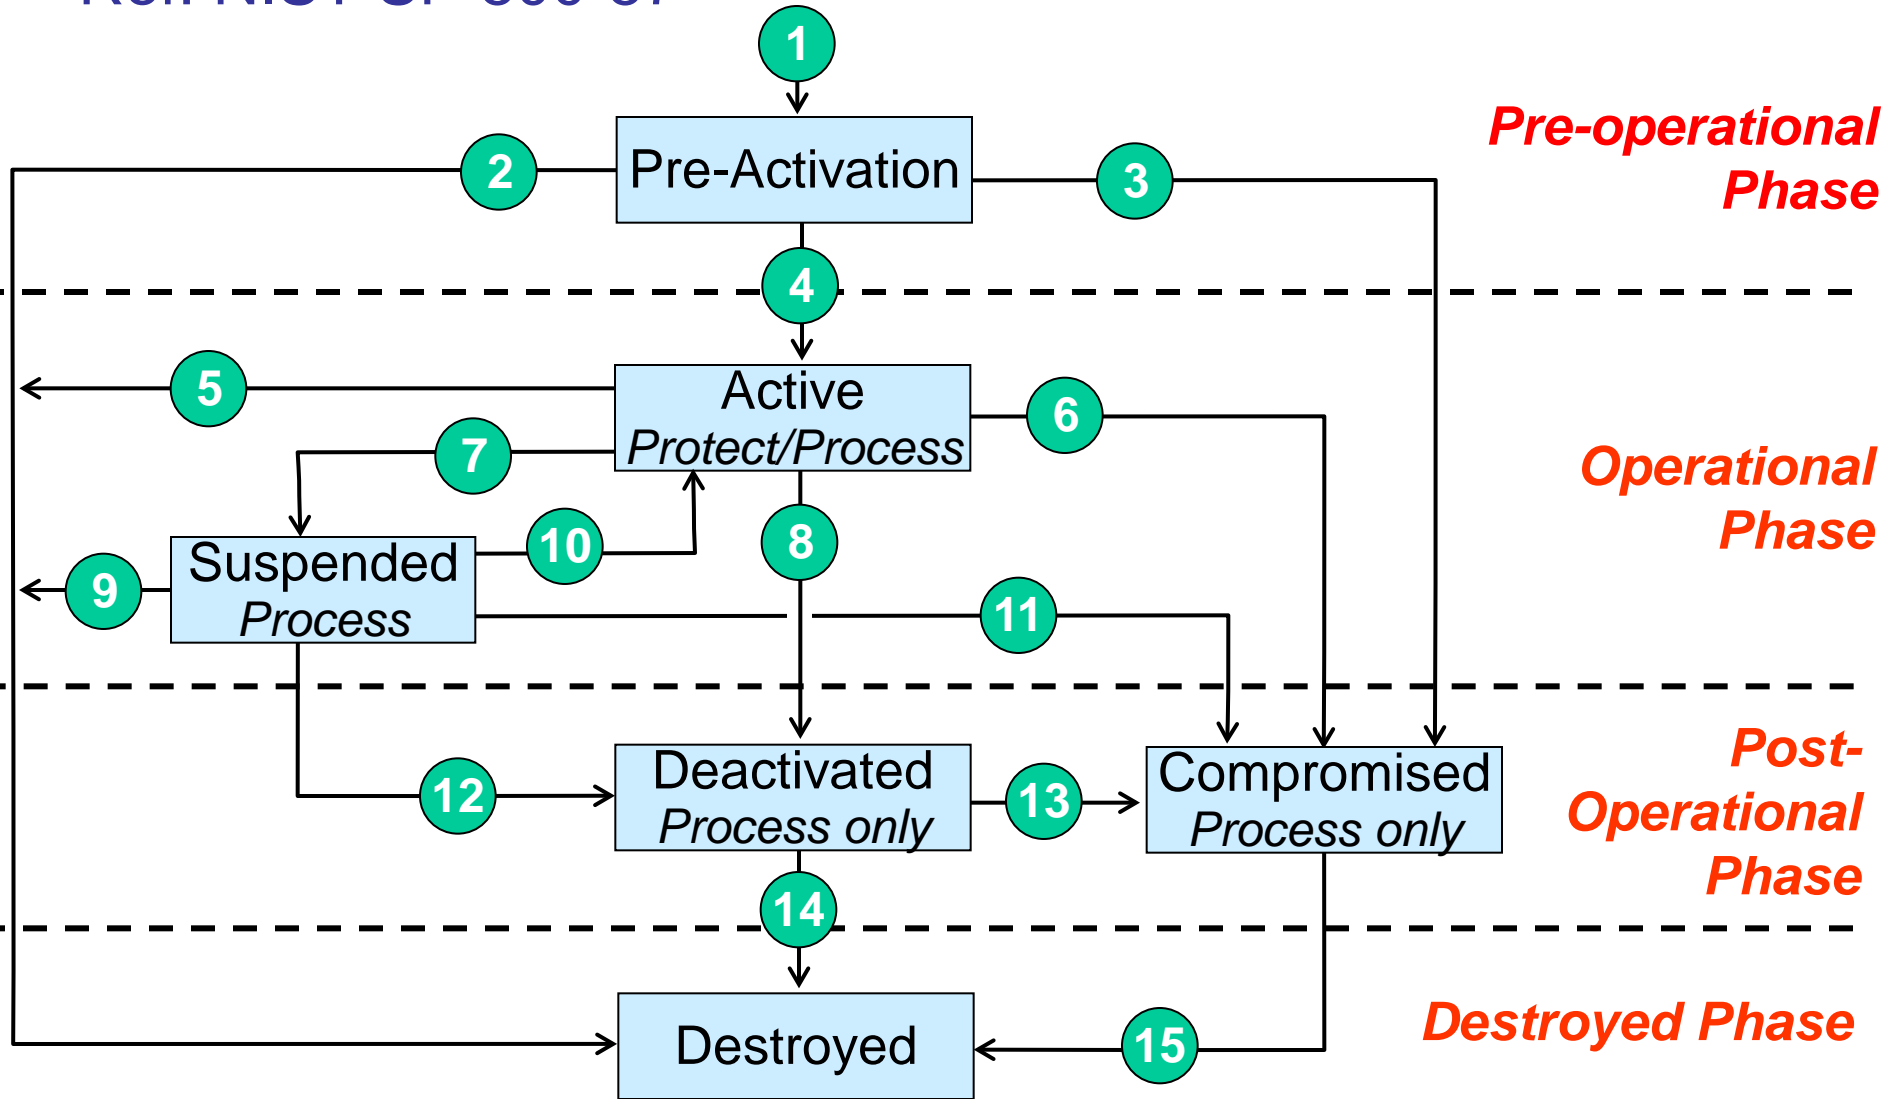 1
Pre-operational
Phase
2
Pre-Activation
3
4
5
Active
Protect/Process
6
7
Operational
Phase
8
10
Suspended
Process
9
11
12
Deactivated
Process only
13
Compromised
Process only
Post-
Operational
Phase
14
Destroyed
15
Destroyed Phase